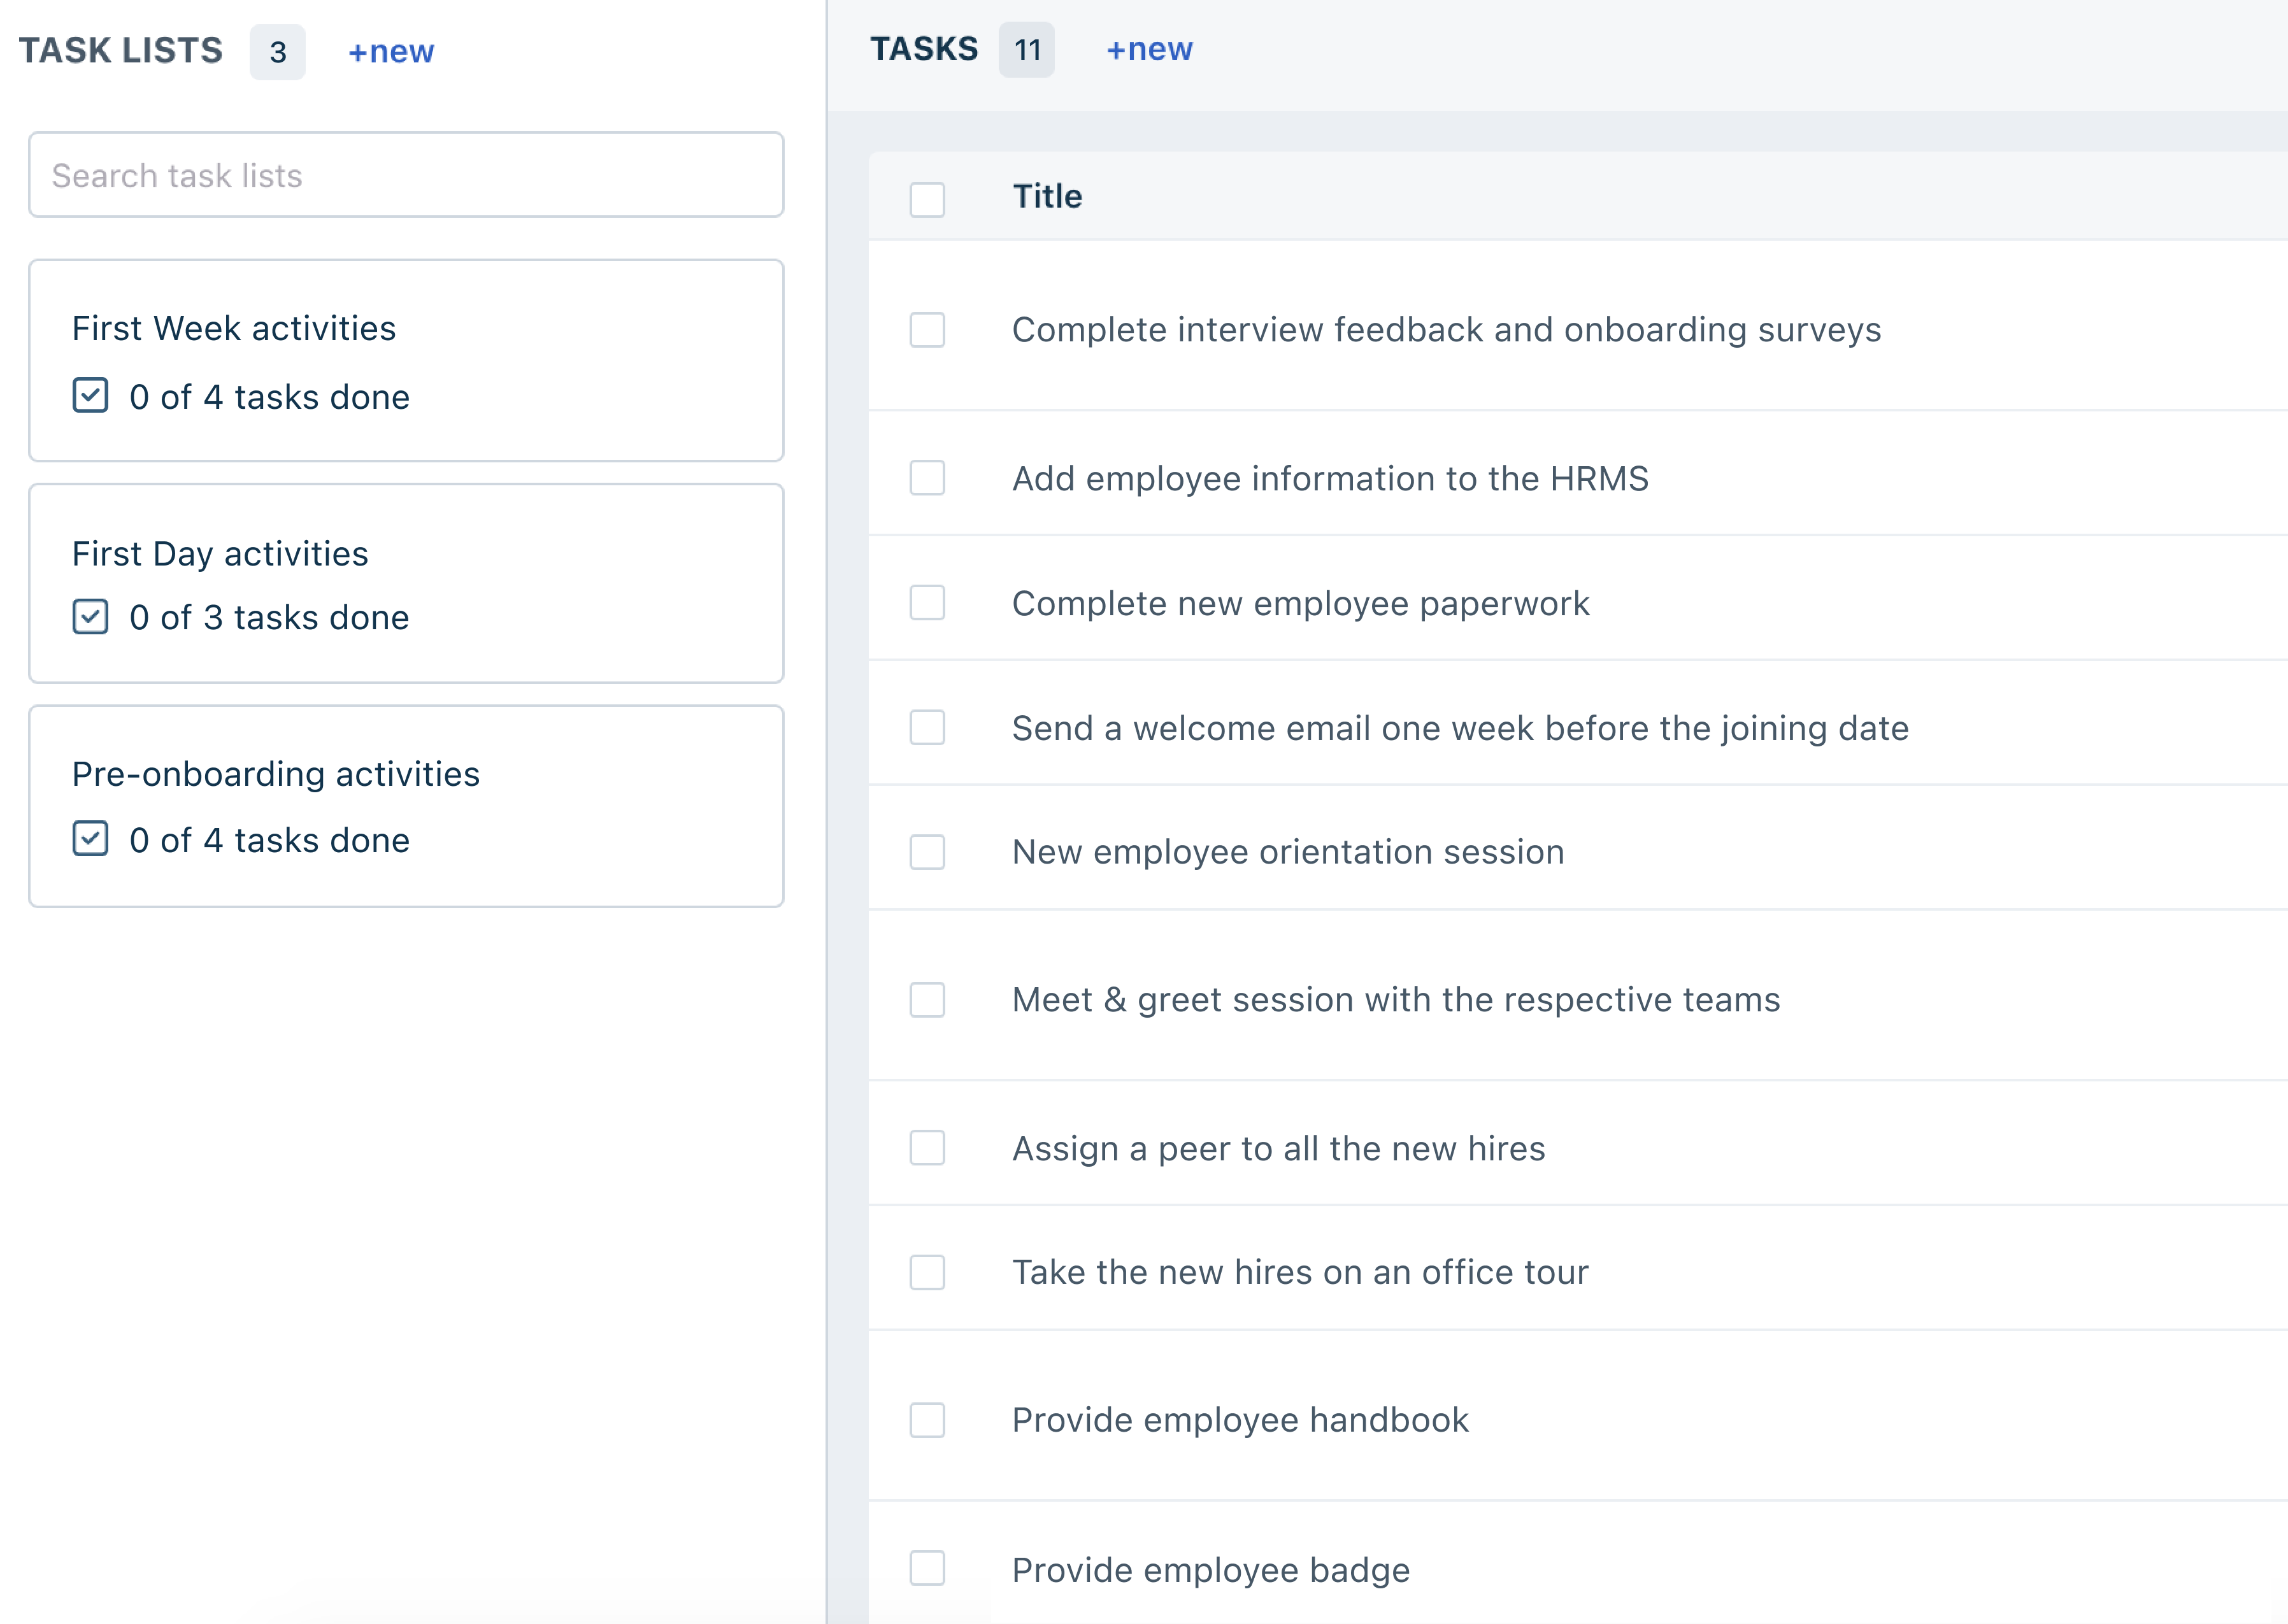 TASK LISTS 3 +new
Search task lists
First Week activities
0 of 4 tasks done
First Day activities
0 of 3 tasks done
Pre-onboarding activities
0 of 4 tasks done
TASKS 11 +new
Title
Complete interview feedback and onboarding surveys
Add employee information to the HRMS
Complete new employee paperwork
Send a welcome email one week before the joining date
New employee orientation session
Meet & greet session with the respective teams
Assign a peer to all the new hires
Take the new hires on an office tour
Provide employee handbook
Provide employee badge